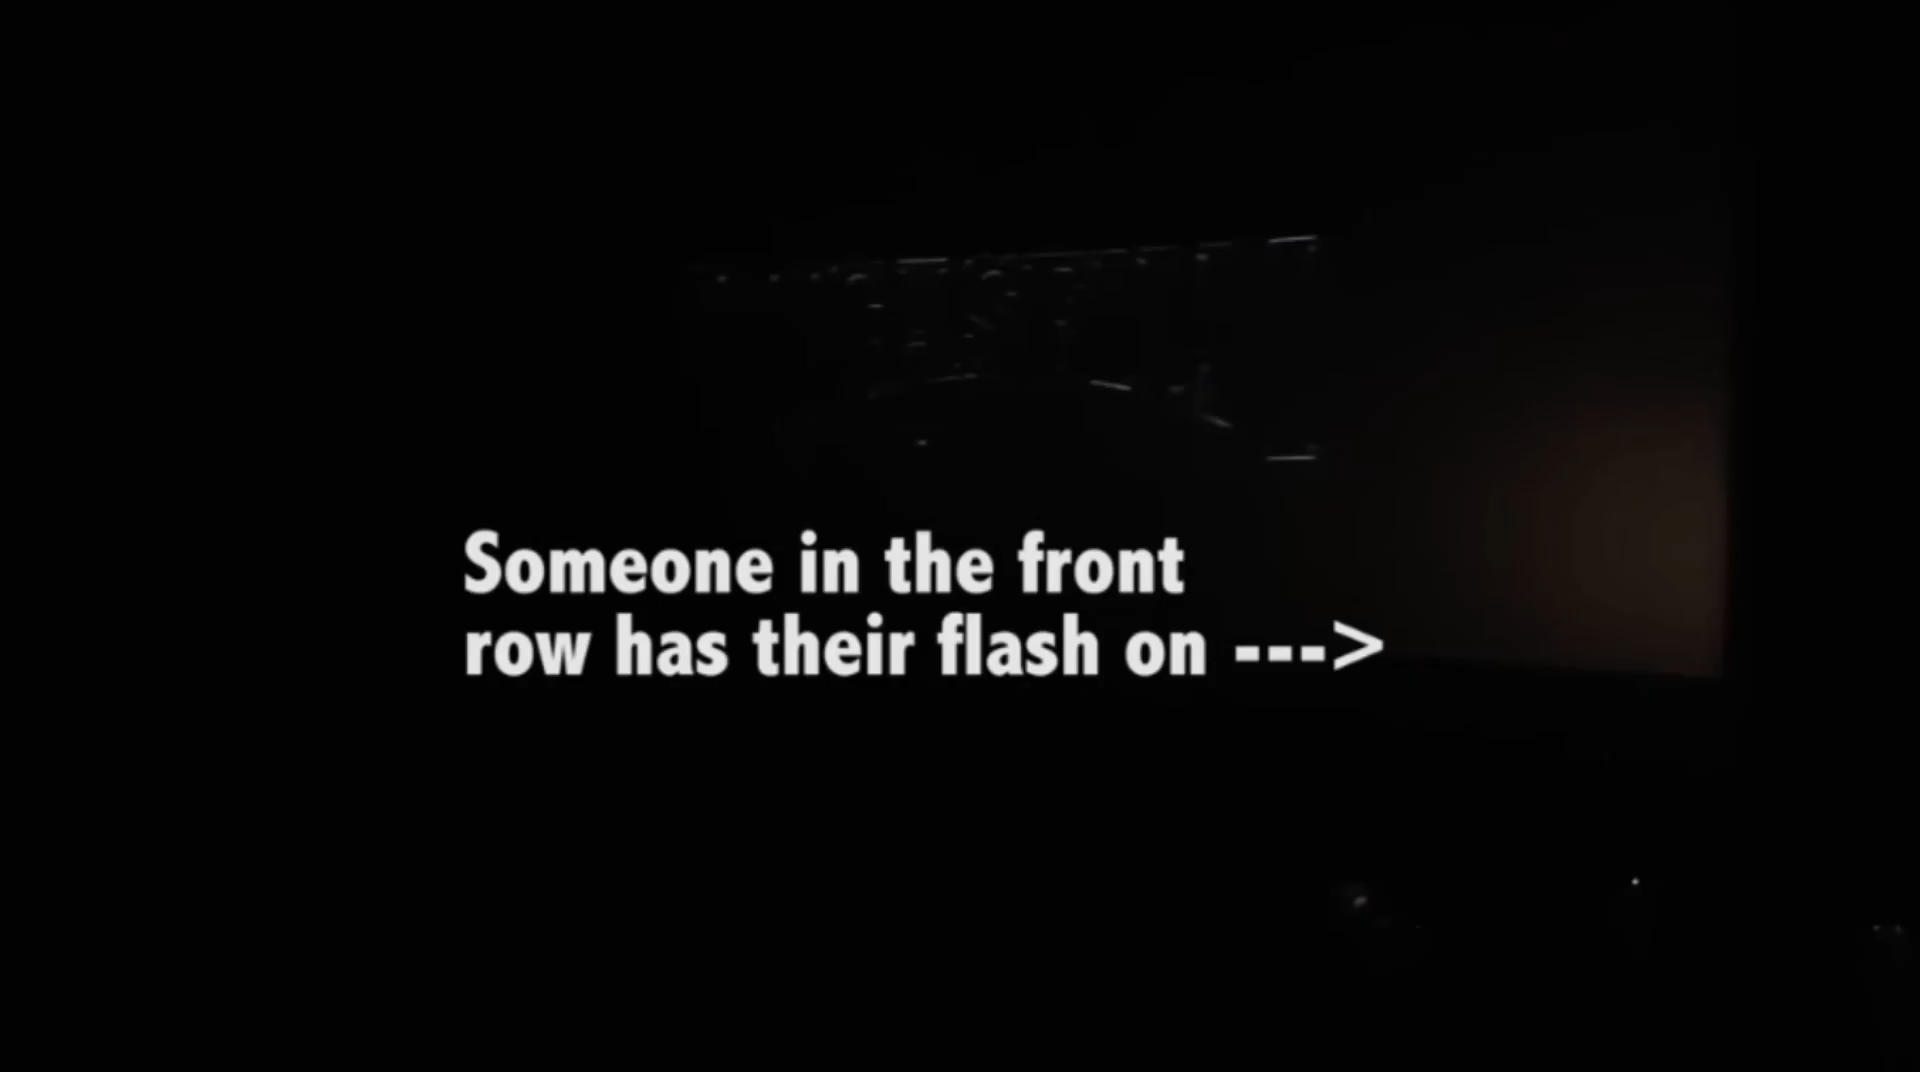 Someone in the front
row has their flash on --->